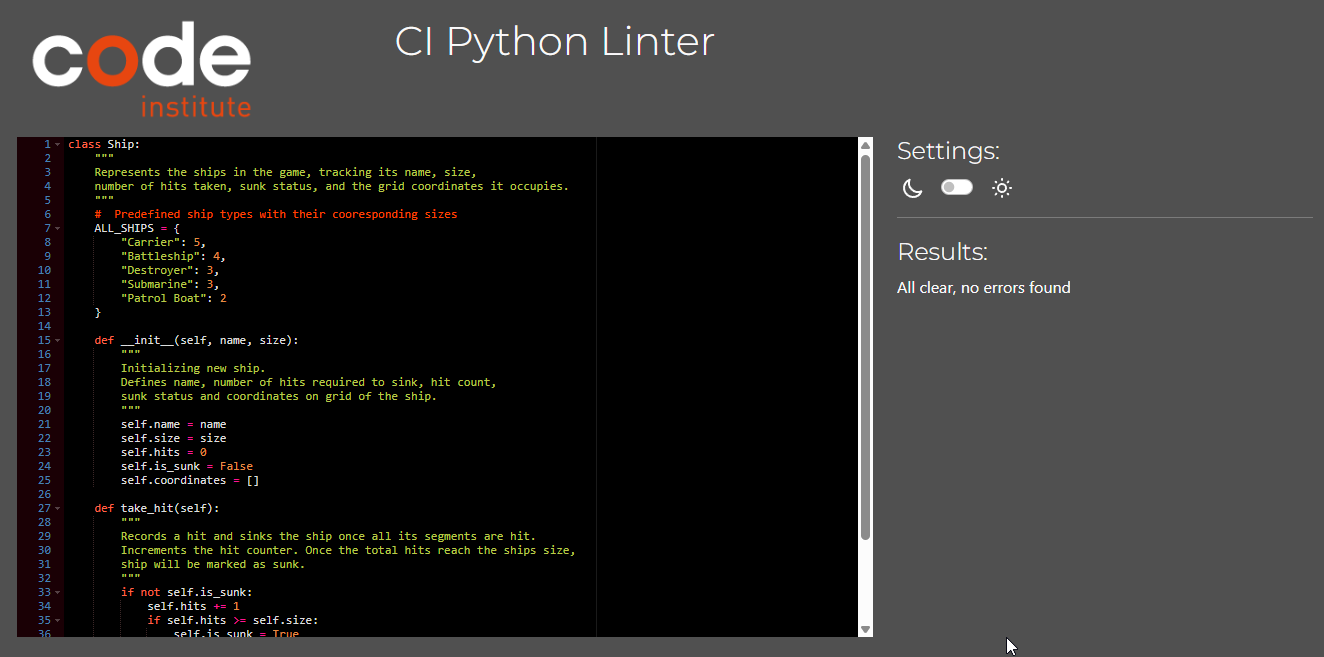 code
institute
CI Python Linter
1 class Ship:
2     """
3     Represents the ships in the game, tracking its name, size,
4     number of hits taken, sunk status, and the grid coordinates it occupies.
5     """
6     #  Predefined ship types with their cooresponding sizes
7     ALL_SHIPS = {
8         "Carrier": 5,
9         "Battleship": 4,
10         "Destroyer": 3,
11         "Submarine": 3,
12         "Patrol Boat": 2
13     }
14
15     def __init__(self, name, size):
16         """
17         Initializing new ship.
18         Defines name, number of hits required to sink, hit count,
19         sunk status and coordinates on grid of the ship.
20         """
21         self.name = name
22         self.size = size
23         self.hits = 0
24         self.is_sunk = False
25         self.coordinates = []
26
27     def take_hit(self):
28         """
29         Records a hit and sinks the ship once all its segments are hit.
30         Increments the hit counter. Once the total hits reach the ships size,
31         ship will be marked as sunk.
32         """
33         if not self.is_sunk:
34             self.hits += 1
35             if self.hits >= self.size:
36                 self.is_sunk = True
Settings:
Results:
All clear, no errors found